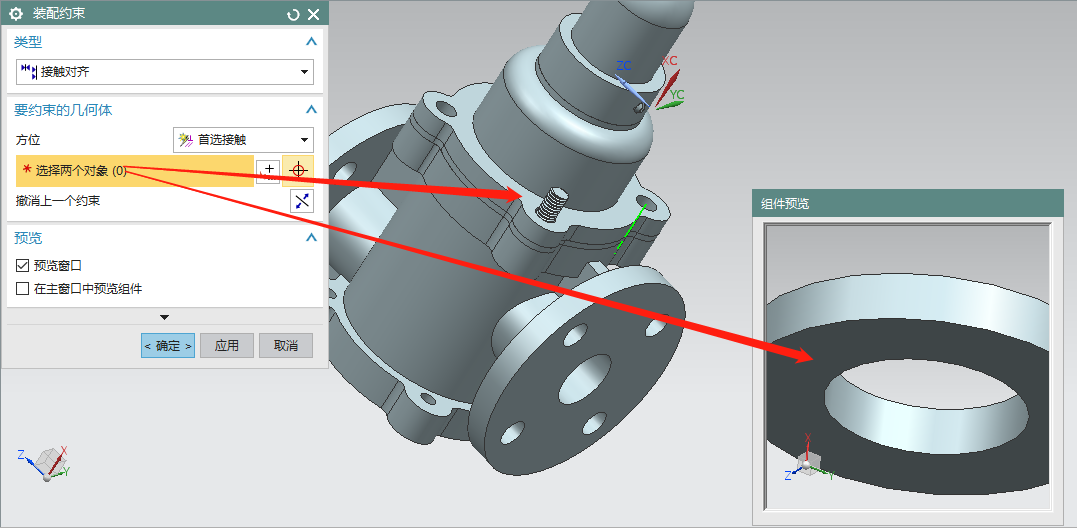 装配约束
类型
接触对齐
要约束的几何体
方位
首选接触
* 选择两个对象 (0)
撤消上一个约束
预览
预览窗口
在主窗口中预览组件
< 确定 >
应用
取消
ZC
XC
YC
Z
X
Y
组件预览
X
Z
Y